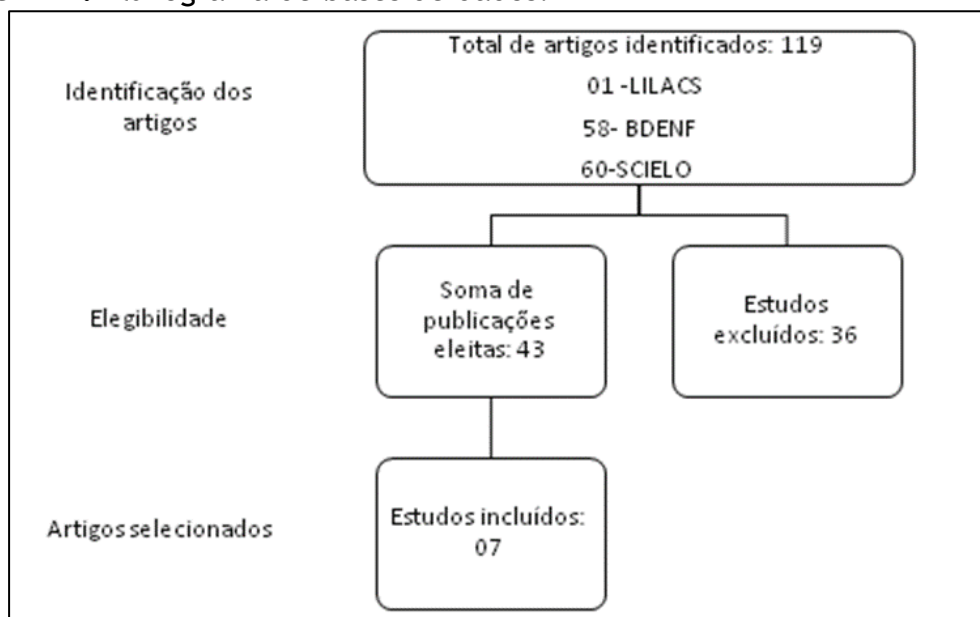 Total de artigos identificados: 119
01 -LILACS
58- BDENF
60-SCIELO
Identificação dos
artigos
Elegibilidade
Soma de
publicações
eleitas: 43
Estudos
excluídos: 36
Artigos selecionados
Estudos incluídos:
07